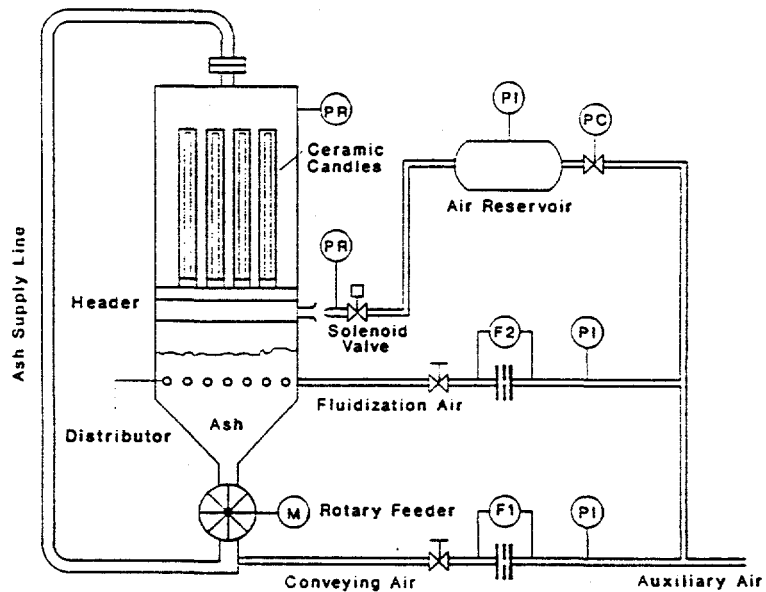 PI
PC
PR
Ceramic
Candles
Air Reservoir
Ash Supply Line
PR
Header
Solenoid
Valve
F2
PI
Fluidization Air
Distributor
Ash
M
Rotary Feeder
F1
PI
Conveying Air
Auxiliary Air